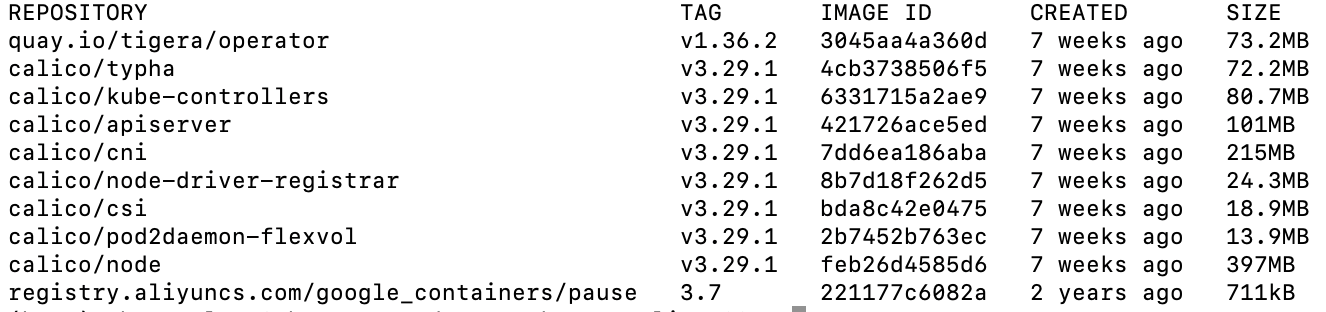 REPOSITORY TAG IMAGE ID CREATED SIZE
quay.io/tigera/operator v1.36.2 3045aa4a360d 7 weeks ago 73.2MB
calico/typha v3.29.1 4cb3738506f5 7 weeks ago 72.2MB
calico/kube-controllers v3.29.1 6331715a2ae9 7 weeks ago 80.7MB
calico/apiserver v3.29.1 421726ace5ed 7 weeks ago 101MB
calico/cni v3.29.1 7dd6ea186aba 7 weeks ago 215MB
calico/node-driver-registrar v3.29.1 8b7d18f262d5 7 weeks ago 24.3MB
calico/csi v3.29.1 bda8c42e0475 7 weeks ago 18.9MB
calico/pod2daemon-flexvol v3.29.1 2b7452b763ec 7 weeks ago 13.9MB
calico/node v3.29.1 feb26d4585d6 7 weeks ago 397MB
registry.aliyuncs.com/google_containers/pause 3.7 221177c6082a 2 years ago 711kB